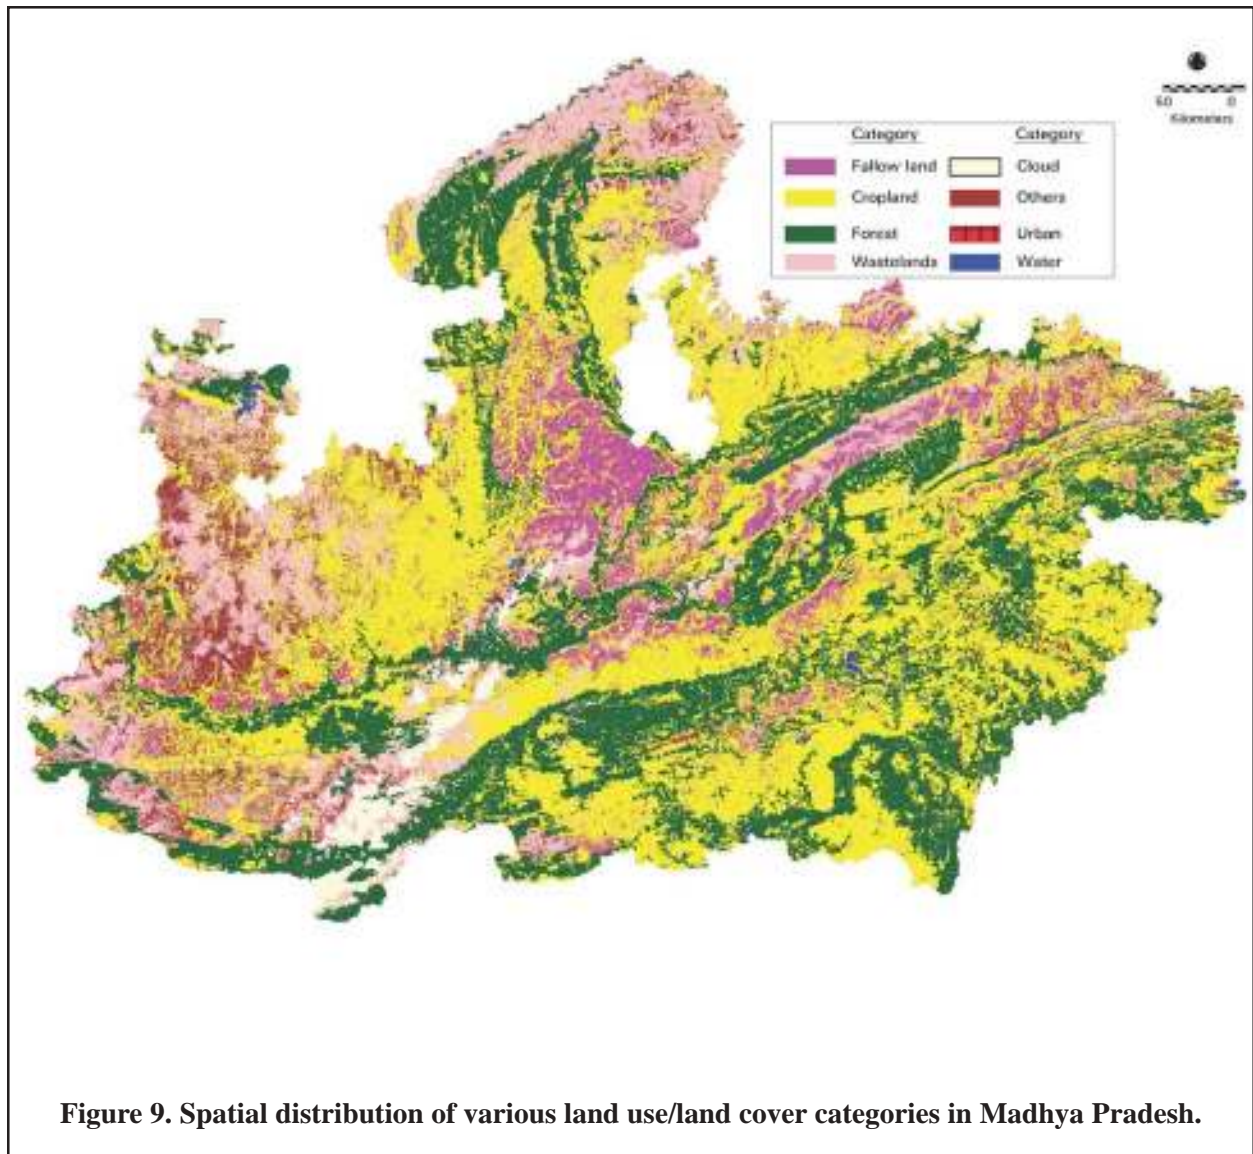 60 0
Kilometers
Category Category
Fallow land Cloud
Cropland Others
Forest Urban
Wastelands Water
Figure 9. Spatial distribution of various land use/land cover categories in Madhya Pradesh.